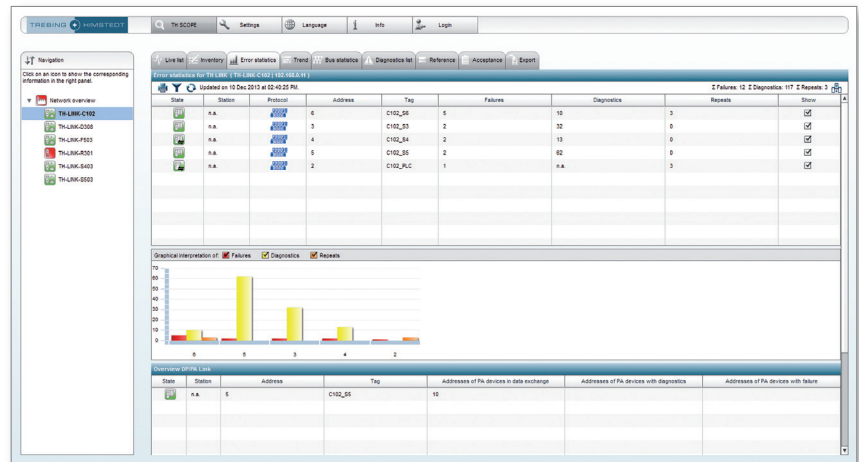 TREBING + HIMSTEDT
TH SCOPE Settings Language Info Login
Navigation
Click on an icon to show the corresponding
information in the right panel.
Network overview
TH-LINK-C102
TH-LINK-D306
TH-LINK-F503
TH-LINK-R301
TH-LINK-S403
TH-LINK-S503
Live list Inventory Error statistics Trend Bus statistics Diagnostics list Reference Acceptance Export
Error statistics for TH LINK ( TH-LINK-C102 | 192.168.0.11 )
Updated on 10 Dec 2013 at 02:40:25 PM. Σ Failures: 12 Σ Diagnostics: 117 Σ Repeats: 3
State Station Protocol Address Tag Failures Diagnostics Repeats Show
n.a. 6 C102_S6 5 10 3
n.a. 3 C102_S3 2 32 0
n.a. 4 C102_S4 2 13 0
n.a. 5 C102_S5 2 62 0
n.a. 2 C102_PLC 1 n.a. 3
Graphical interpretation of: Failures Diagnostics Repeats
70
60
50
40
30
20
10
0
6 5 3 4 2
Overview DP/PA Link
State Station Address Tag Addresses of PA devices in data exchange Addresses of PA devices with diagnostics Addresses of PA devices with failure
n.a. 5 C102_S5 10